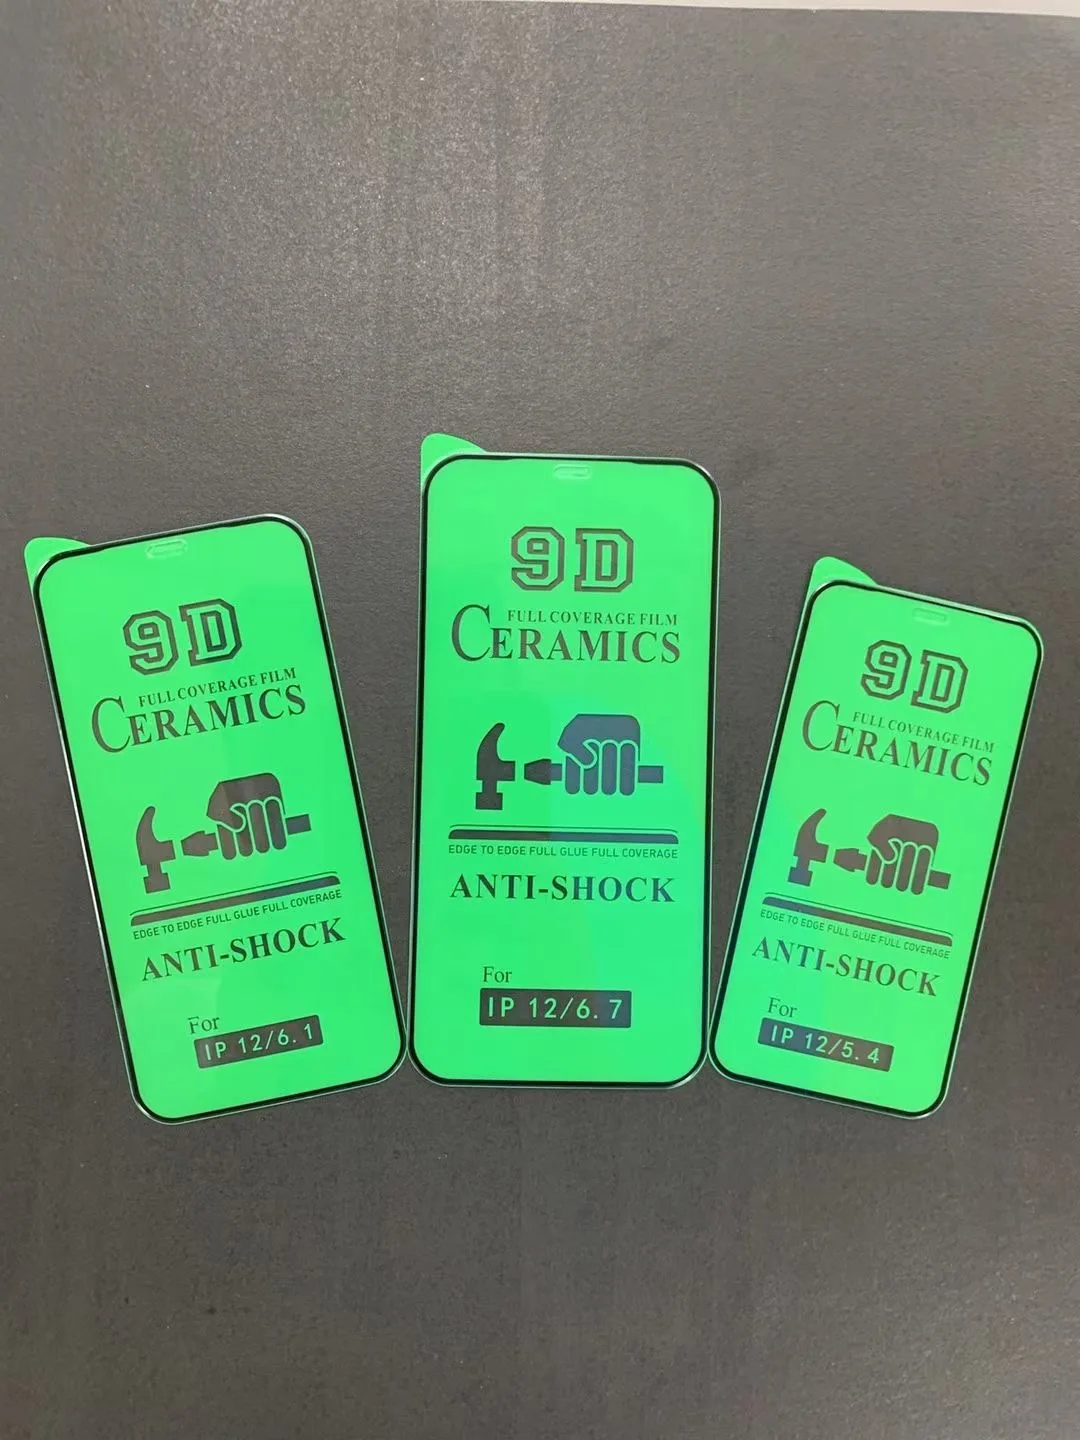 9D
FULL COVERAGE FILM
CERAMICS
EDGE TO EDGE FULL GLUE FULL COVERAGE
ANTI-SHOCK
For
IP 12/6.1
9D
FULL COVERAGE FILM
CERAMICS
EDGE TO EDGE FULL GLUE FULL COVERAGE
ANTI-SHOCK
For
IP 12/6.7
9D
FULL COVERAGE FILM
CERAMICS
EDGE TO EDGE FULL GLUE FULL COVERAGE
ANTI-SHOCK
For
IP 12/5.4